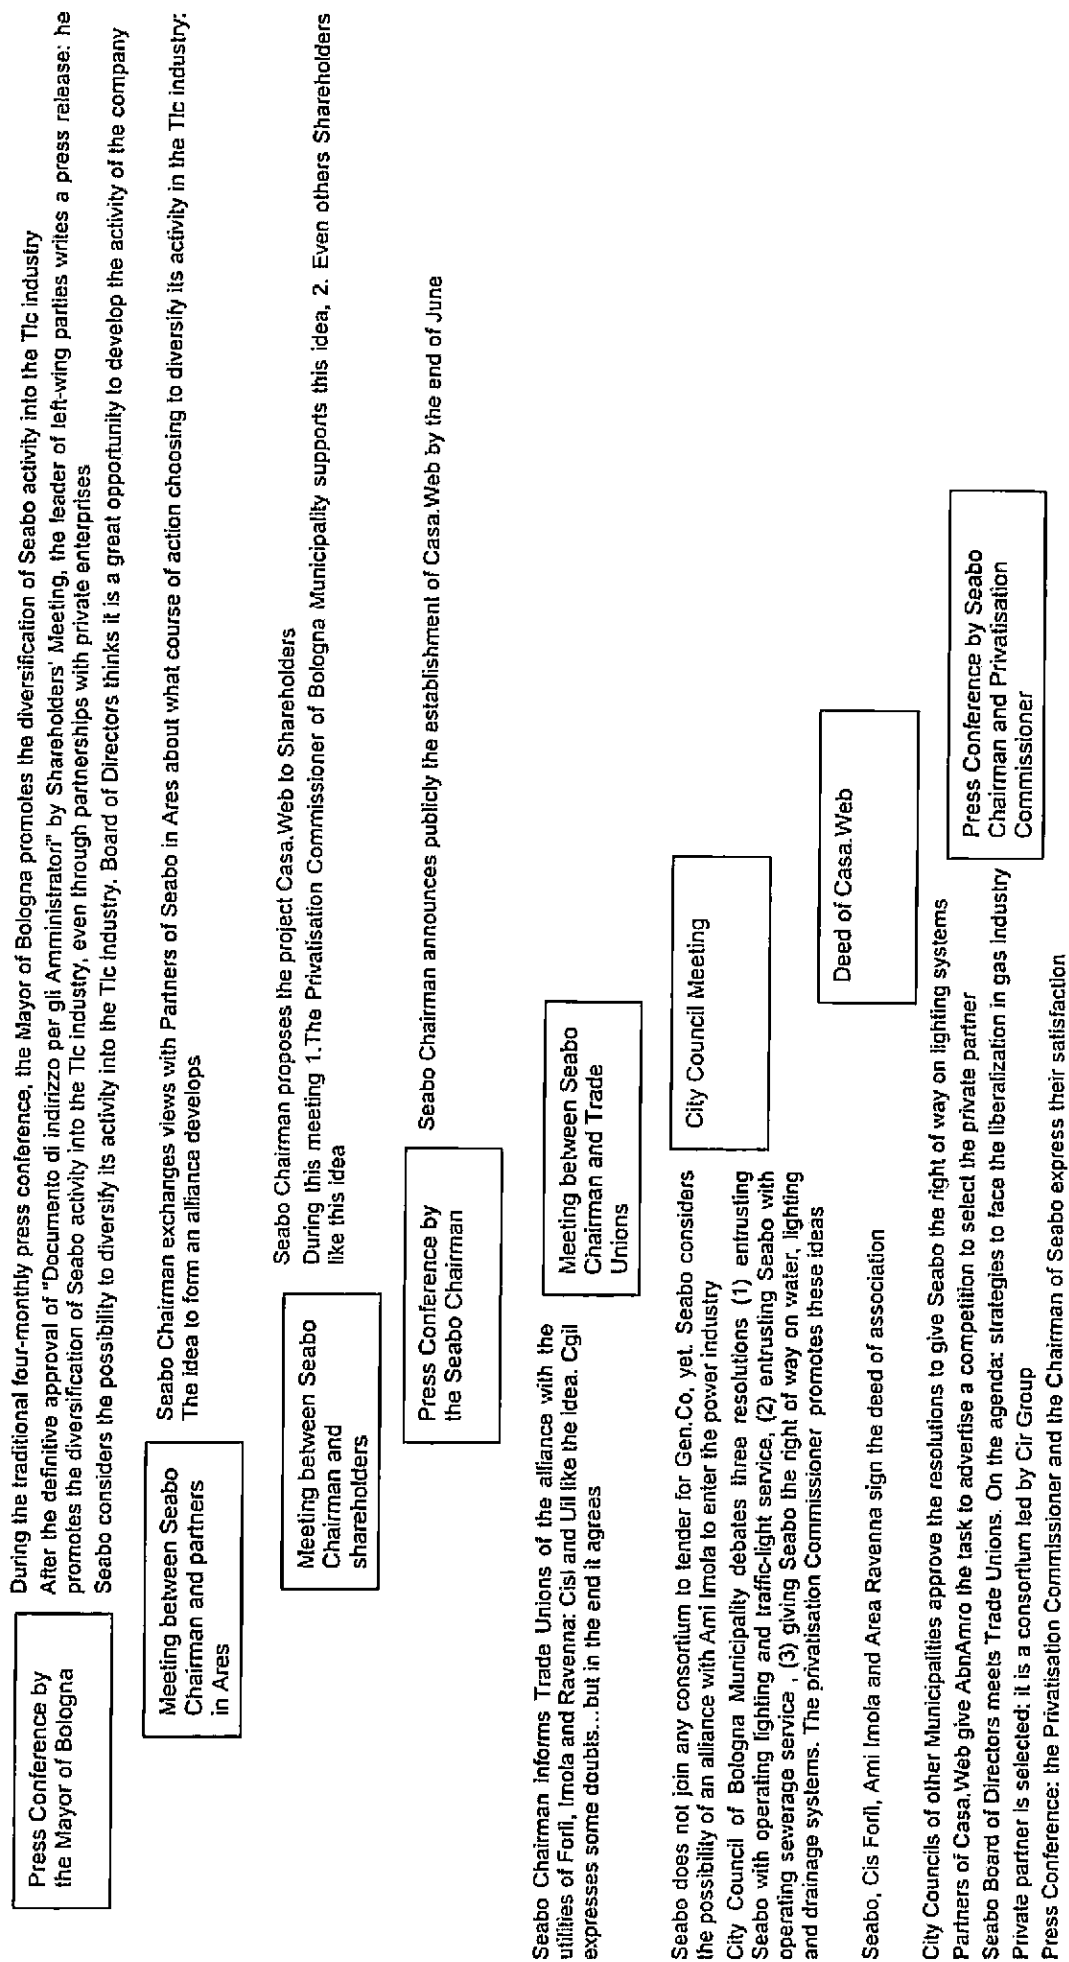 Press Conference by
the Mayor of Bologna
During the traditional four-monthly press conference, the Mayor of Bologna promotes the diversification of Seabo activity into the Tlc industry
After the definitive approval of "Documento di indirizzo per gli Amministratori" by Shareholders' Meeting, the leader of left-wing parties writes a press release: he
promotes the diversification of Seabo activity into the Tlc industry, even through partnerships with private enterprises
Seabo considers the possibility to diversify its activity into the Tlc industry. Board of Directors thinks it is a great opportunity to develop the activity of the company
Meeting between Seabo
Chairman and partners
in Ares
Seabo Chairman exchanges views with Partners of Seabo in Ares about what course of action choosing to diversify its activity in the Tlc industry:
The idea to form an alliance develops
Meeting between Seabo
Chairman and
shareholders
Seabo Chairman proposes the project Casa.Web to Shareholders
During this meeting 1.The Privatisation Commissioner of Bologna Municipality supports this idea, 2. Even others Shareholders
like this idea
Press Conference by
the Seabo Chairman
Seabo Chairman announces publicly the establishment of Casa.Web by the end of June
Seabo Chairman informs Trade Unions of the alliance with the
utilities of Forlì, Imola and Ravenna: Cisl and Uil like the idea. Cgil
expresses some doubts...but in the end it agrees
Meeting between Seabo
Chairman and Trade
Unions
Seabo does not join any consortium to tender for Gen.Co, yet. Seabo considers
the possibility of an alliance with Ami Imola to enter the power industry
City Council of Bologna Municipality debates three resolutions (1) entrusting
Seabo with operating lighting and traffic-light service, (2) entrusting Seabo with
operating sewerage service , (3) giving Seabo the right of way on water, lighting
and drainage systems. The privatisation Commissioner promotes these ideas
City Council Meeting
Seabo, Cis Forlì, Ami Imola and Area Ravenna sign the deed of association
Deed of Casa.Web
City Councils of other Municipalities approve the resolutions to give Seabo the right of way on lighting systems
Partners of Casa.Web give AbnAmro the task to advertise a competition to select the private partner
Seabo Board of Directors meets Trade Unions. On the agenda: strategies to face the liberalization in gas industry
Private partner is selected: it is a consortium led by Cir Group
Press Conference: the Privatisation Commissioner and the Chairman of Seabo express their satisfaction
Press Conference by Seabo
Chairman and Privatisation
Commissioner